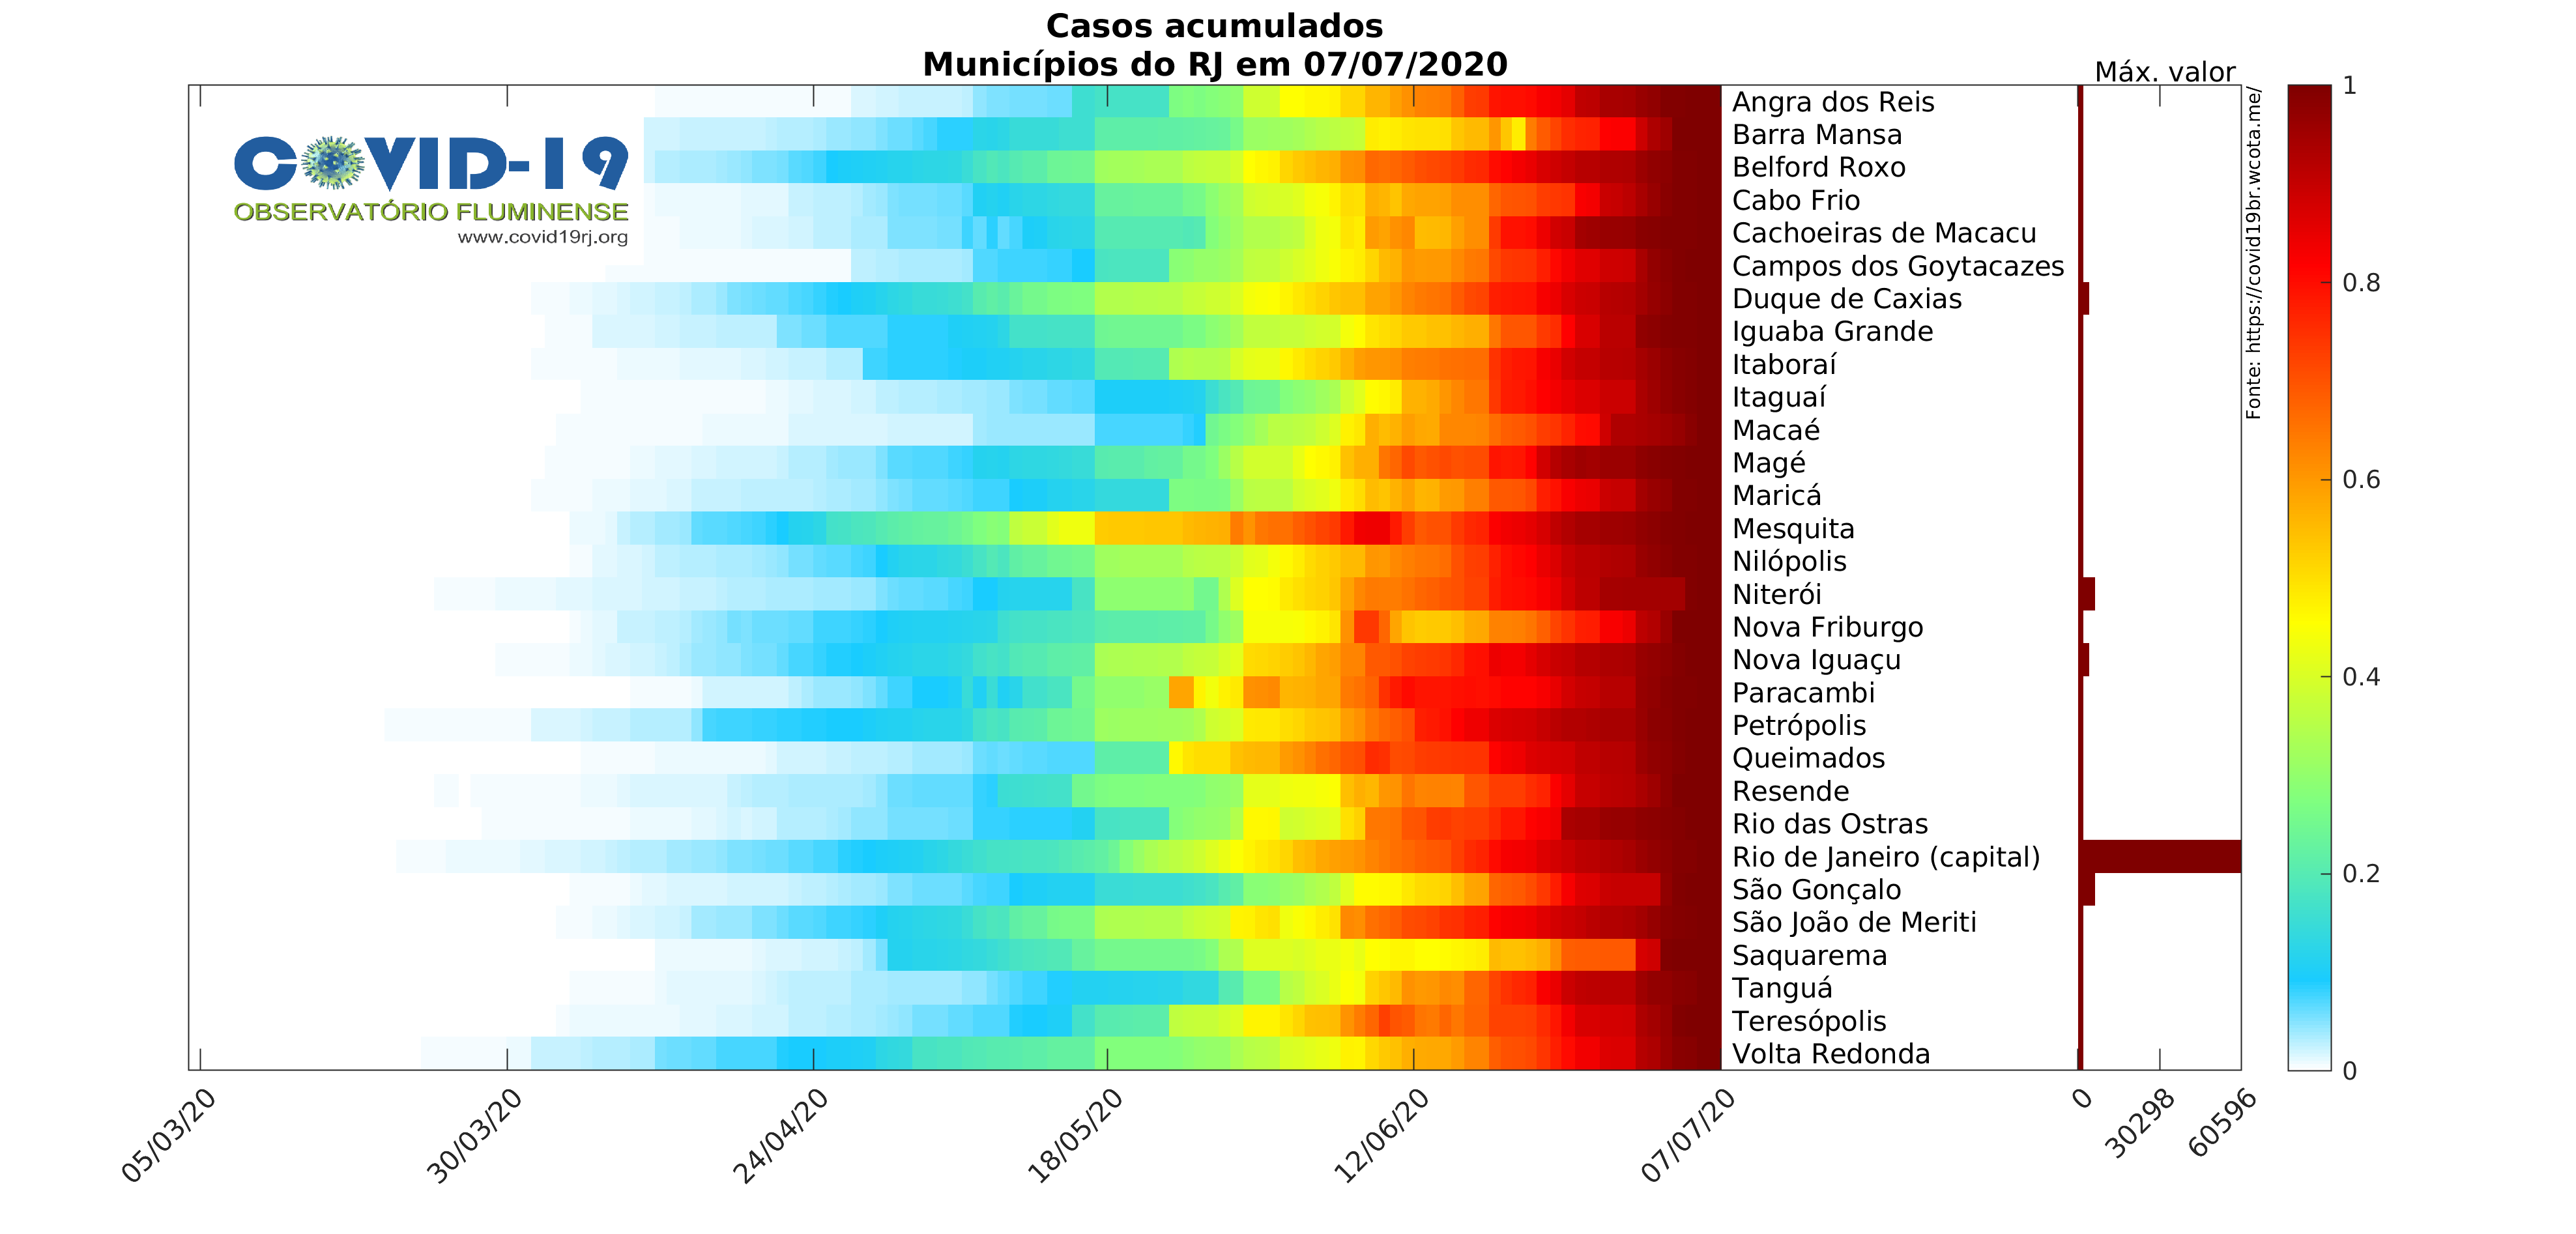 Casos acumulados
Municípios do RJ em 07/07/2020
Máx. valor
COVID-19
OBSERVATÓRIO FLUMINENSE
www.covid19rj.org
Angra dos Reis
Barra Mansa
Belford Roxo
Cabo Frio
Cachoeiras de Macacu
Campos dos Goytacazes
Duque de Caxias
Iguaba Grande
Itaboraí
Itaguaí
Macaé
Magé
Maricá
Mesquita
Nilópolis
Niterói
Nova Friburgo
Nova Iguaçu
Paracambi
Petrópolis
Queimados
Resende
Rio das Ostras
Rio de Janeiro (capital)
São Gonçalo
São João de Meriti
Saquarema
Tanguá
Teresópolis
Volta Redonda
Fonte: https://covid19br.wcota.me/
1
0.8
0.6
0.4
0.2
0
05/03/20
30/03/20
24/04/20
18/05/20
12/06/20
07/07/20
0
30298
60596